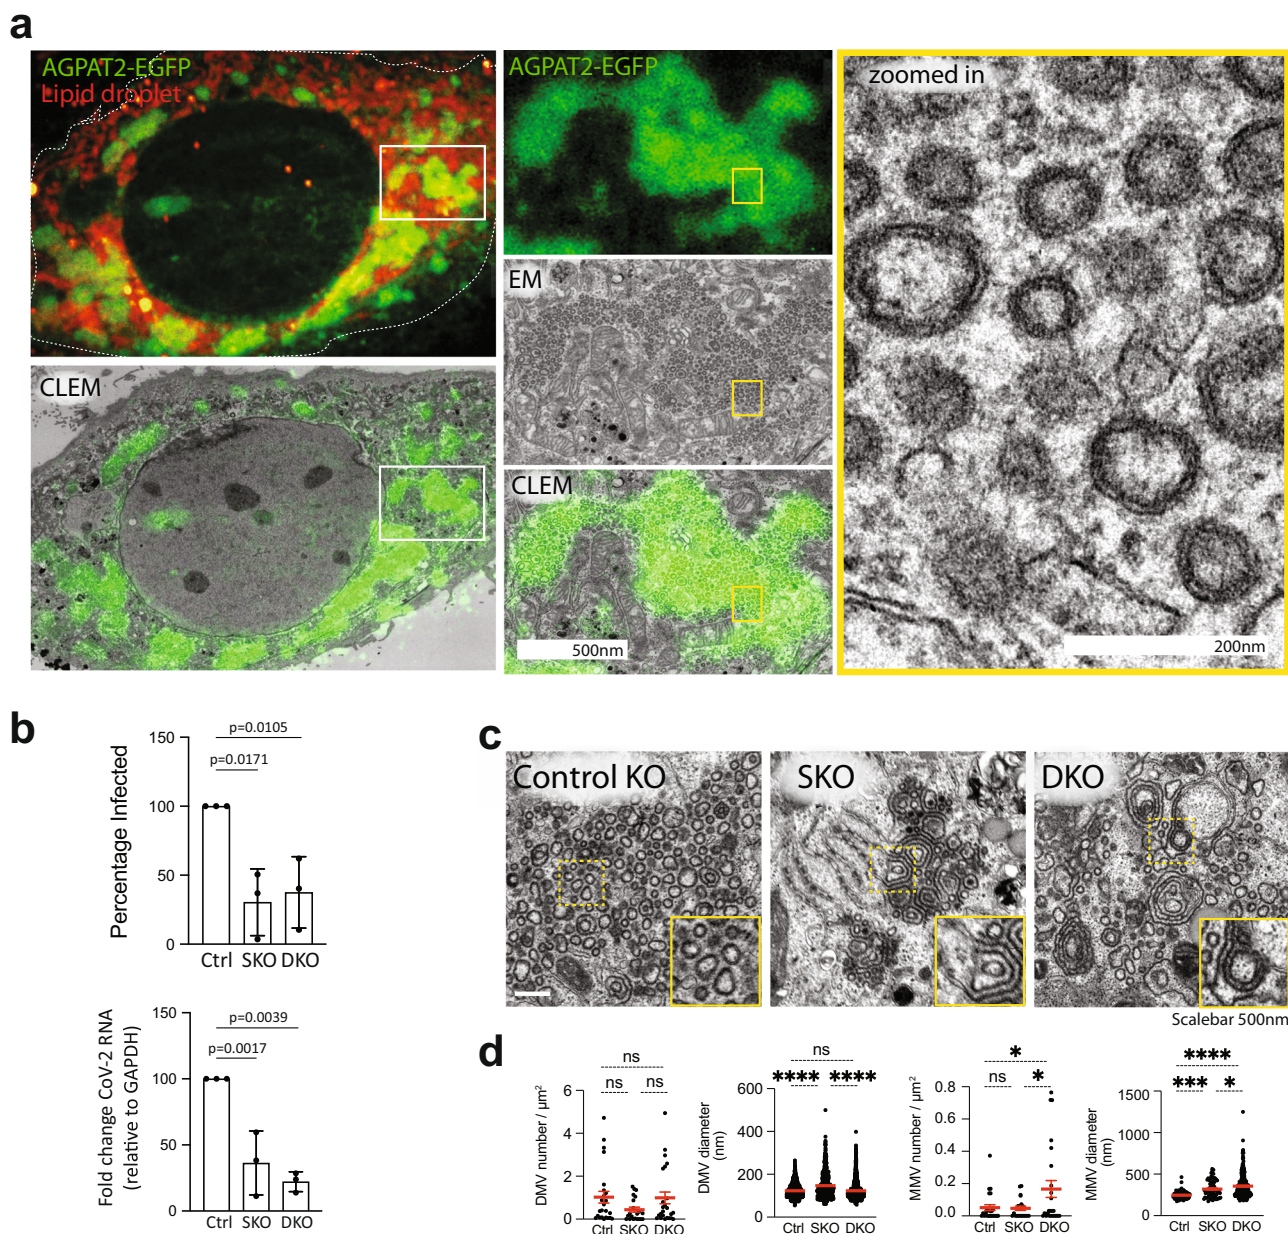 a
AGPAT2-EGFP
Lipid droplet
CLEM
AGPAT2-EGFP
EM
CLEM
500nm
zoomed in
200nm
b
Percentage Infected
150
100
50
0
p=0.0105
p=0.0171
Ctrl SKO DKO
Fold change CoV-2 RNA
(relative to GAPDH)
150
100
50
0
p=0.0039
p=0.0017
Ctrl SKO DKO
c
Control KO
SKO
DKO
Scalebar 500nm
d
DMV number / µm²
6
4
2
0
ns
ns ns
Ctrl SKO DKO
DMV diameter
(nm)
600
400
200
0
ns
**** ****
Ctrl SKO DKO
MMV number / µm²
0.8
0.6
0.4
0.2
0.0
*
ns *
Ctrl SKO DKO
MMV diameter
(nm)
1500
1000
500
0
****
*** *
Ctrl SKO DKO